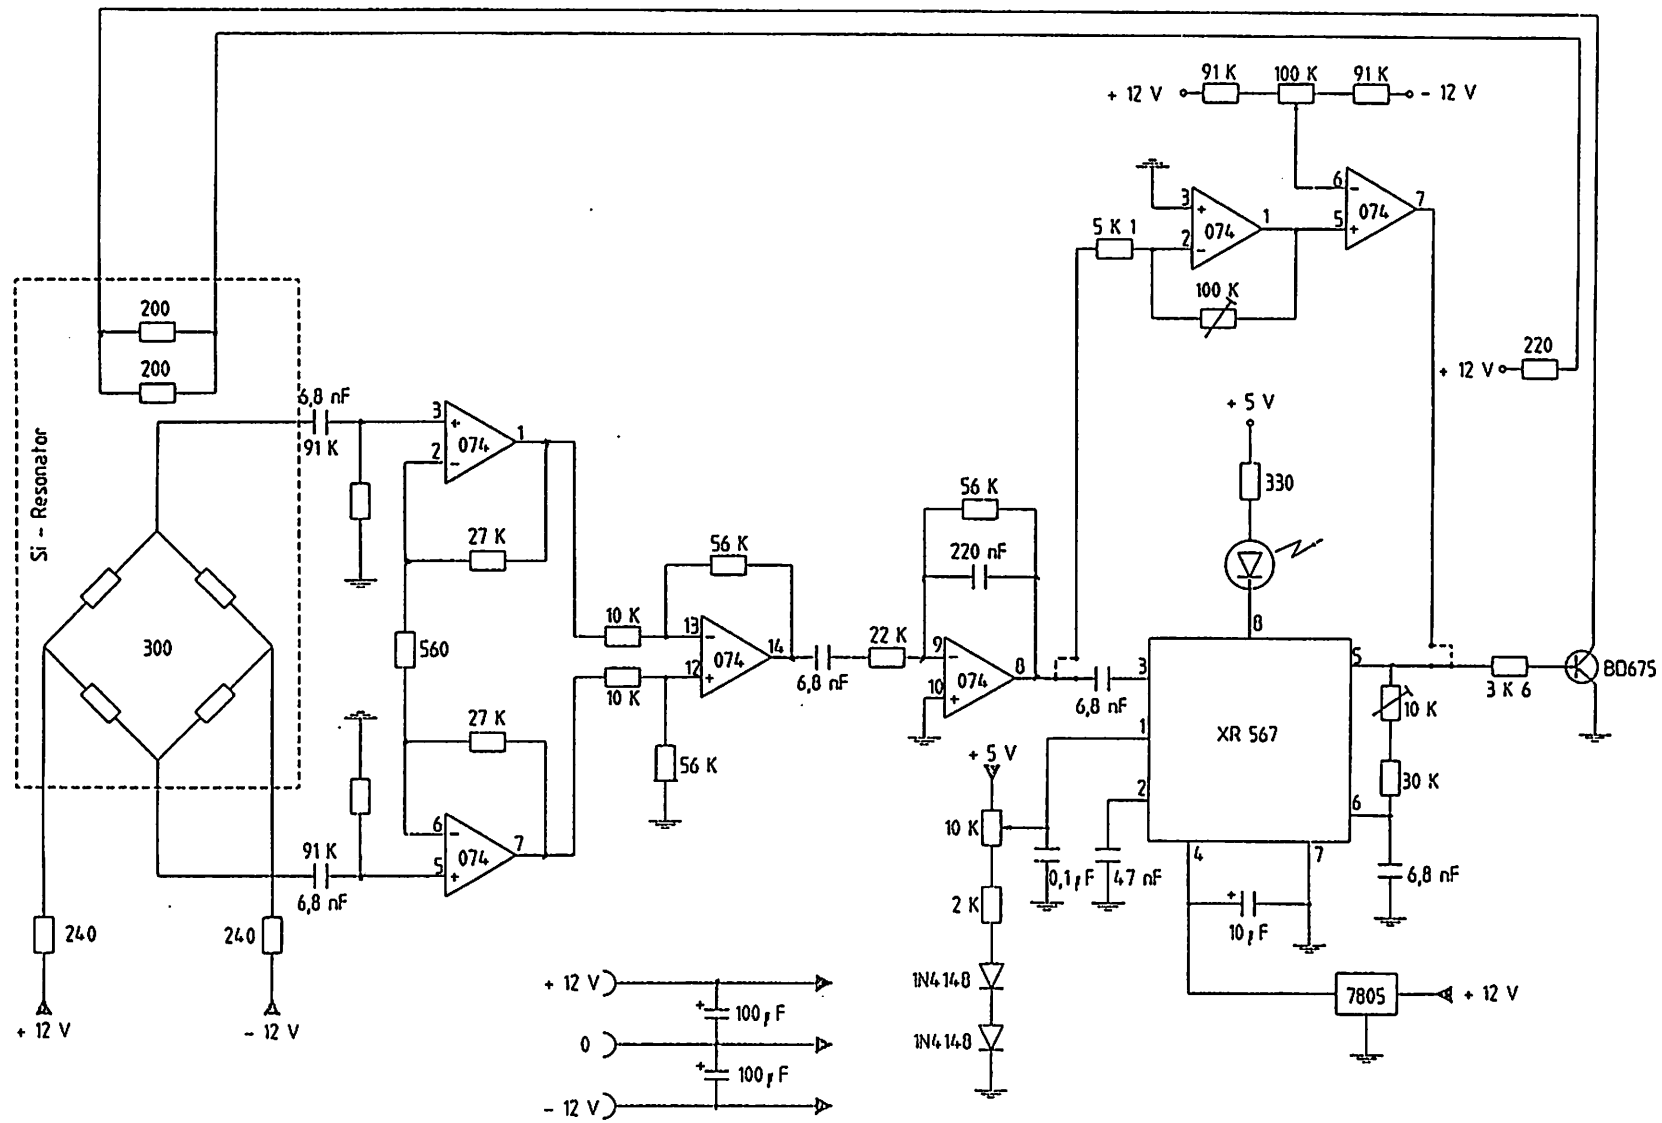 91 K
100 K
91 K
+ 12 V
- 12 V
6
-
7
074
5
+
3
+
1
5 K 1
074
2
-
100 K
200
200
220
+ 12 V
+ 5 V
330
Si - Resonator
6,8 nF
91 K
3
+
1
2
-
074
27 K
560
27 K
300
6
-
7
074
5
+
91 K
6,8 nF
240
240
+ 12 V
- 12 V
56 K
10 K
13
-
14
074
12
+
10 K
56 K
6,8 nF
22 K
56 K
220 nF
9
-
8
074
10
+
6,8 nF
3
8
5
1
2
XR 567
6
4
7
3 K 6
BD675
10 K
30 K
6,8 nF
+ 5 V
10 K
0,1 µF
47 nF
2 K
+
10 µF
1N4148
1N4148
7805
+ 12 V
+ 12 V
+
100 µF
0
+
100 µF
- 12 V